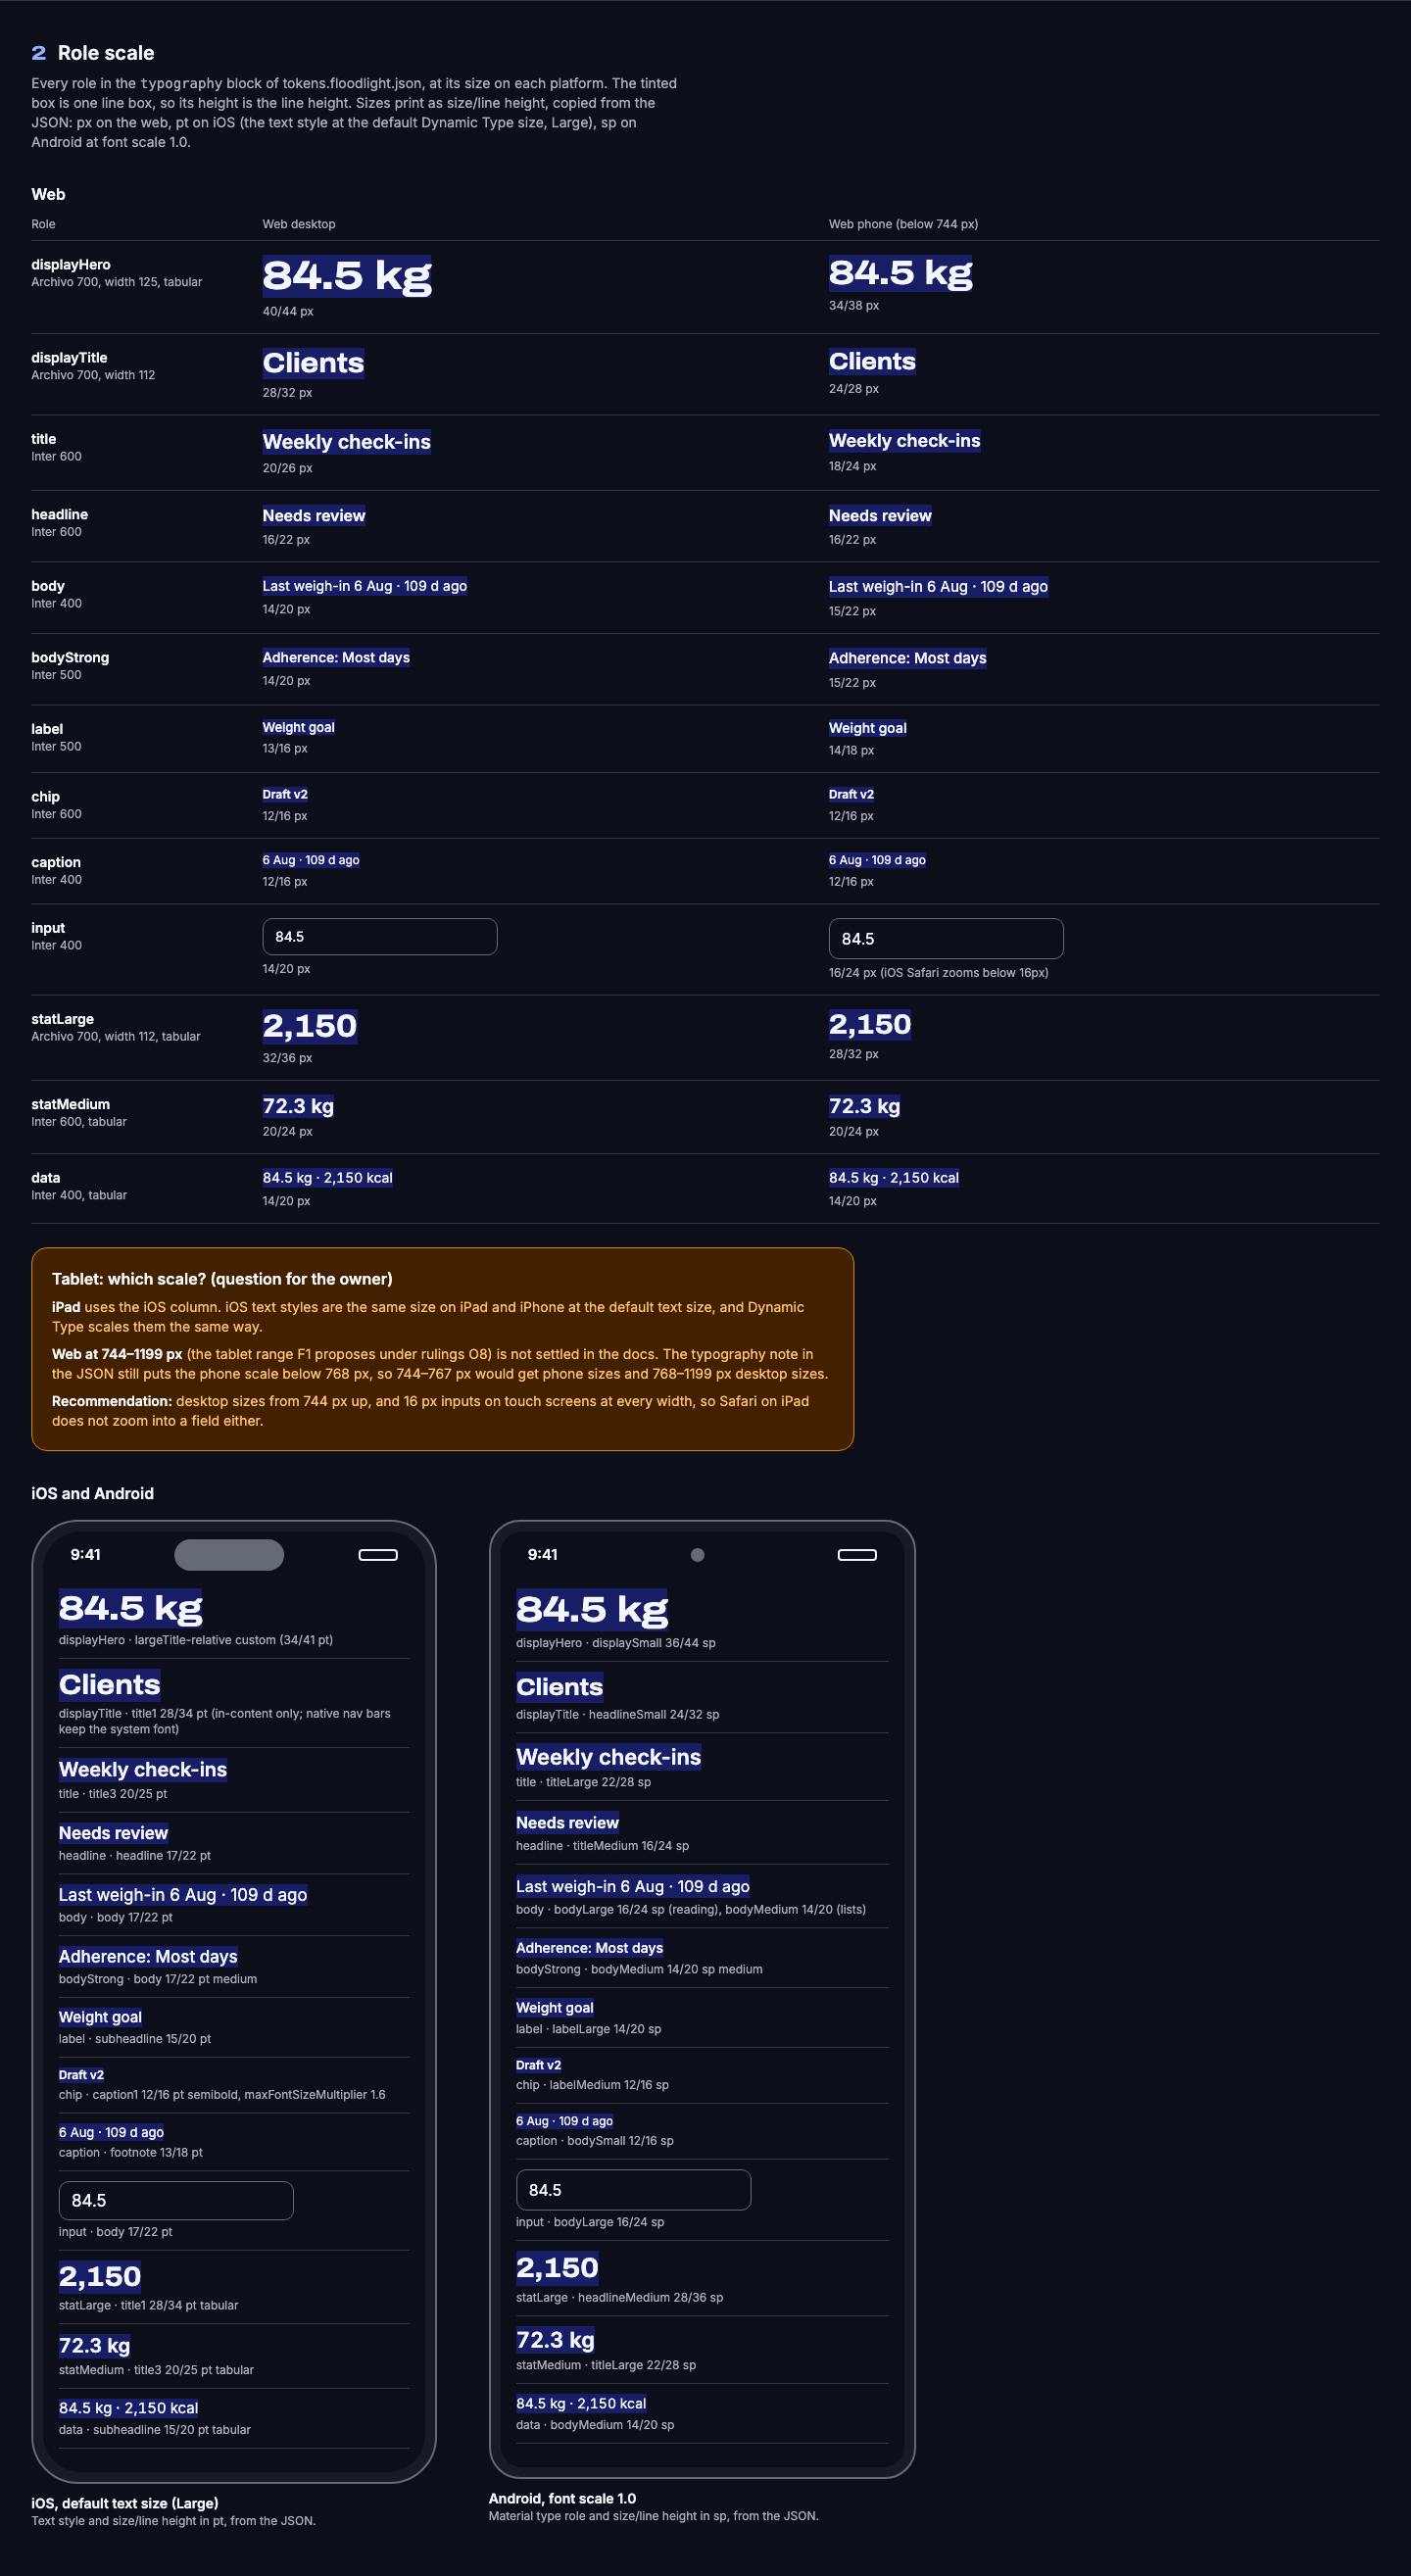 2 Role scale
Every role in the typography block of tokens.floodlight.json, at its size on each platform. The tinted
box is one line box, so its height is the line height. Sizes print as size/line height, copied from the
JSON: px on the web, pt on iOS (the text style at the default Dynamic Type size, Large), sp on
Android at font scale 1.0.
Web
Role Web desktop Web phone (below 744 px)
displayHero
Archivo 700, width 125, tabular
84.5 kg
40/44 px
84.5 kg
34/38 px
displayTitle
Archivo 700, width 112
Clients
28/32 px
Clients
24/28 px
title
Inter 600
Weekly check-ins
20/26 px
Weekly check-ins
18/24 px
headline
Inter 600
Needs review
16/22 px
Needs review
16/22 px
body
Inter 400
Last weigh-in 6 Aug · 109 d ago
14/20 px
Last weigh-in 6 Aug · 109 d ago
15/22 px
bodyStrong
Inter 500
Adherence: Most days
14/20 px
Adherence: Most days
15/22 px
label
Inter 500
Weight goal
13/16 px
Weight goal
14/18 px
chip
Inter 600
Draft v2
12/16 px
Draft v2
12/16 px
caption
Inter 400
6 Aug · 109 d ago
12/16 px
6 Aug · 109 d ago
12/16 px
input
Inter 400
84.5
14/20 px
84.5
16/24 px (iOS Safari zooms below 16px)
statLarge
Archivo 700, width 112, tabular
2,150
32/36 px
2,150
28/32 px
statMedium
Inter 600, tabular
72.3 kg
20/24 px
72.3 kg
20/24 px
data
Inter 400, tabular
84.5 kg · 2,150 kcal
14/20 px
84.5 kg · 2,150 kcal
14/20 px
Tablet: which scale? (question for the owner)
iPad uses the iOS column. iOS text styles are the same size on iPad and iPhone at the default text size, and Dynamic
Type scales them the same way.
Web at 744–1199 px (the tablet range F1 proposes under rulings O8) is not settled in the docs. The typography note in
the JSON still puts the phone scale below 768 px, so 744–767 px would get phone sizes and 768–1199 px desktop sizes.
Recommendation: desktop sizes from 744 px up, and 16 px inputs on touch screens at every width, so Safari on iPad
does not zoom into a field either.
iOS and Android
9:41
84.5 kg
displayHero · largeTitle-relative custom (34/41 pt)
Clients
displayTitle · title1 28/34 pt (in-content only; native nav bars
keep the system font)
Weekly check-ins
title · title3 20/25 pt
Needs review
headline · headline 17/22 pt
Last weigh-in 6 Aug · 109 d ago
body · body 17/22 pt
Adherence: Most days
bodyStrong · body 17/22 pt medium
Weight goal
label · subheadline 15/20 pt
Draft v2
chip · caption1 12/16 pt semibold, maxFontSizeMultiplier 1.6
6 Aug · 109 d ago
caption · footnote 13/18 pt
84.5
input · body 17/22 pt
2,150
statLarge · title1 28/34 pt tabular
72.3 kg
statMedium · title3 20/25 pt tabular
84.5 kg · 2,150 kcal
data · subheadline 15/20 pt tabular
iOS, default text size (Large)
Text style and size/line height in pt, from the JSON.
9:41
84.5 kg
displayHero · displaySmall 36/44 sp
Clients
displayTitle · headlineSmall 24/32 sp
Weekly check-ins
title · titleLarge 22/28 sp
Needs review
headline · titleMedium 16/24 sp
Last weigh-in 6 Aug · 109 d ago
body · bodyLarge 16/24 sp (reading), bodyMedium 14/20 (lists)
Adherence: Most days
bodyStrong · bodyMedium 14/20 sp medium
Weight goal
label · labelLarge 14/20 sp
Draft v2
chip · labelMedium 12/16 sp
6 Aug · 109 d ago
caption · bodySmall 12/16 sp
84.5
input · bodyLarge 16/24 sp
2,150
statLarge · headlineMedium 28/36 sp
72.3 kg
statMedium · titleLarge 22/28 sp
84.5 kg · 2,150 kcal
data · bodyMedium 14/20 sp
Android, font scale 1.0
Material type role and size/line height in sp, from the JSON.